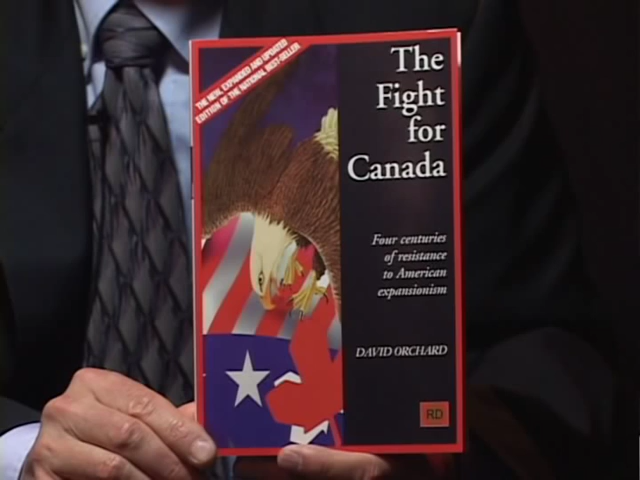 THE NEW, EXPANDED AND UPDATED
EDITION OF THE NATIONAL BEST-SELLER
The
Fight
for
Canada
Four centuries
of resistance
to American
expansionism
DAVID ORCHARD
RD